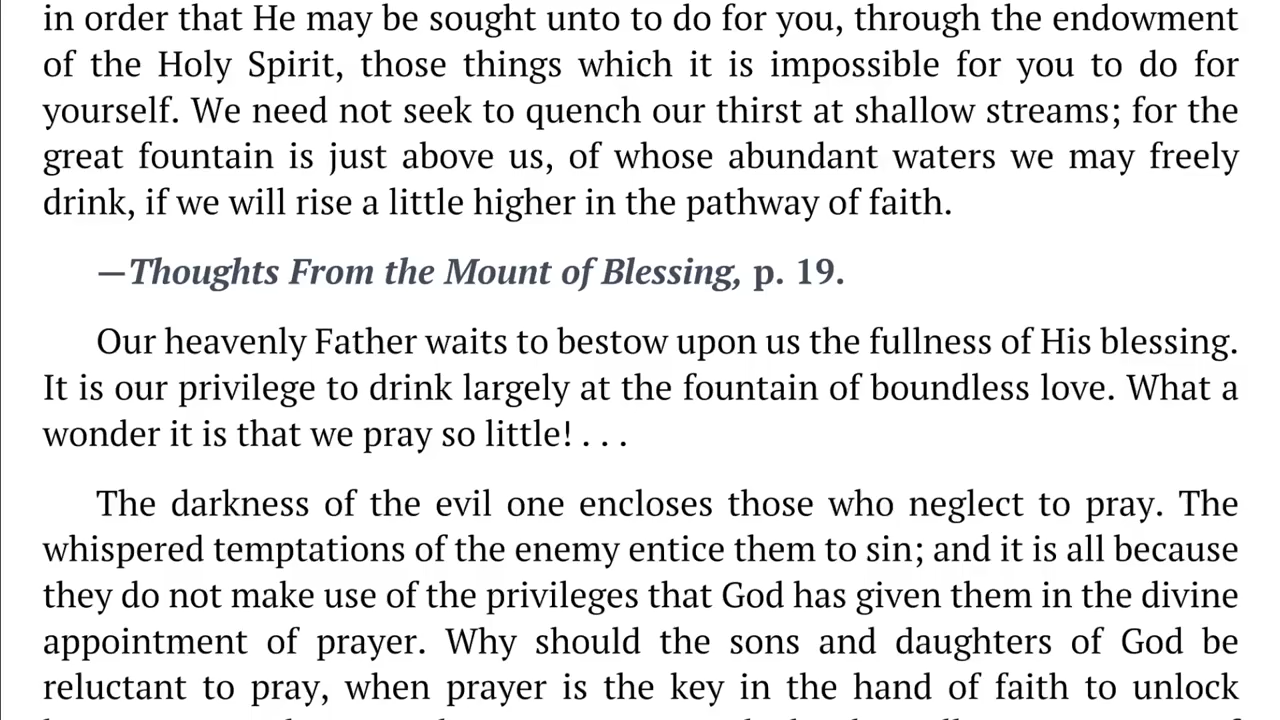 in order that He may be sought unto to do for you, through the endowment
of the Holy Spirit, those things which it is impossible for you to do for
yourself. We need not seek to quench our thirst at shallow streams; for the
great fountain is just above us, of whose abundant waters we may freely
drink, if we will rise a little higher in the pathway of faith.
—Thoughts From the Mount of Blessing, p. 19.
Our heavenly Father waits to bestow upon us the fullness of His blessing.
It is our privilege to drink largely at the fountain of boundless love. What a
wonder it is that we pray so little! . . .
The darkness of the evil one encloses those who neglect to pray. The
whispered temptations of the enemy entice them to sin; and it is all because
they do not make use of the privileges that God has given them in the divine
appointment of prayer. Why should the sons and daughters of God be
reluctant to pray, when prayer is the key in the hand of faith to unlock